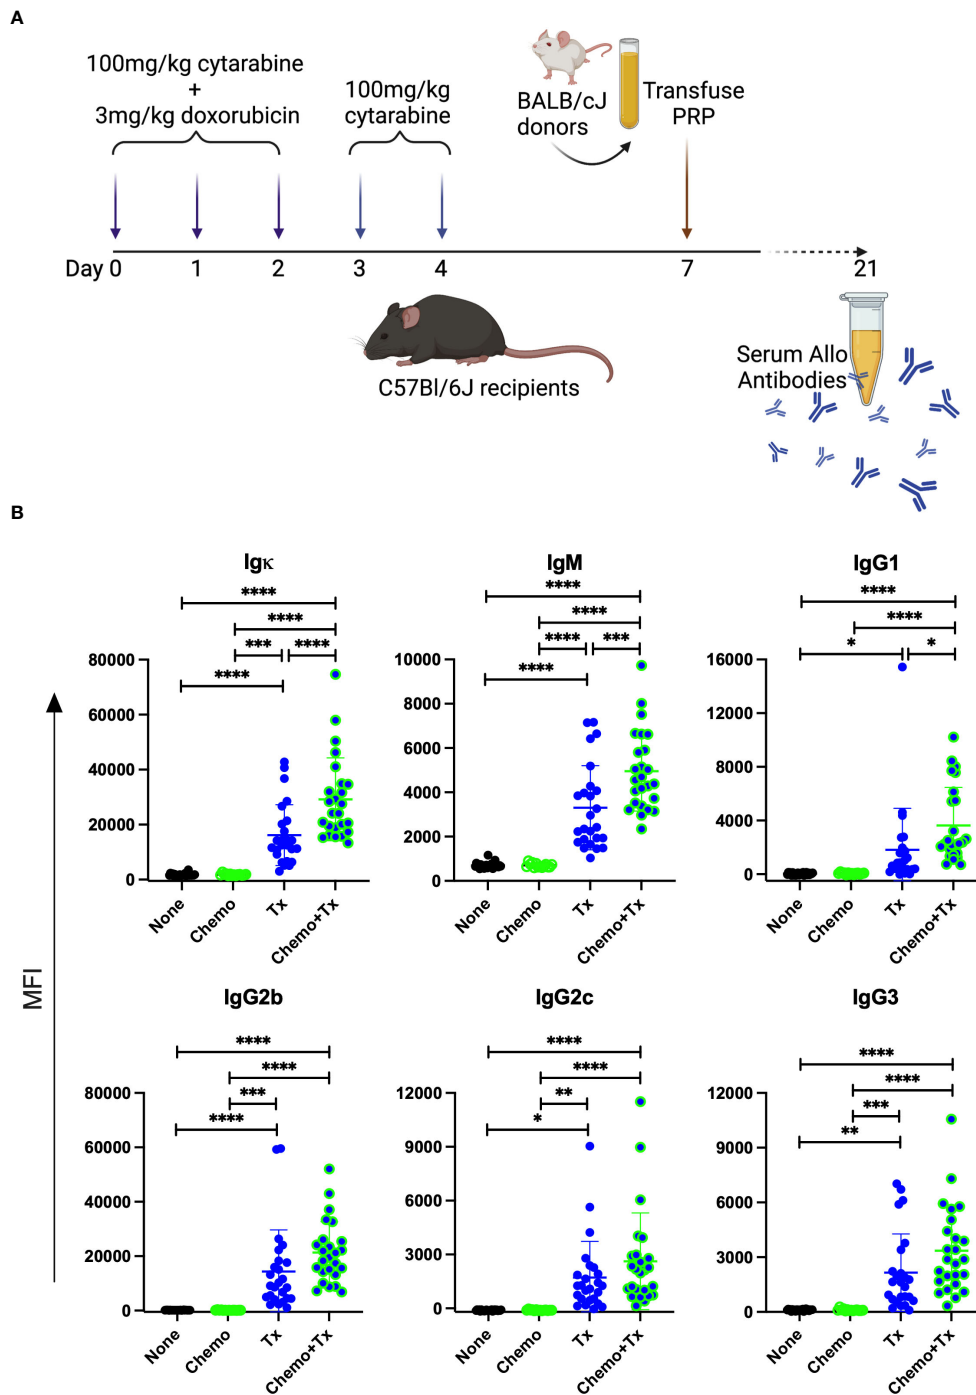 A
100mg/kg cytarabine
+
3mg/kg doxorubicin
100mg/kg
cytarabine
BALB/cJ
donors
Transfuse
PRP
Day 0 1 2 3 4 7 21
C57Bl/6J recipients
Serum Allo
Antibodies
B
MFI
Igκ
****
****
*** ****
****
80000
60000
40000
20000
0
None Chemo Tx Chemo+Tx
IgM
****
****
**** ***
****
10000
8000
6000
4000
2000
0
None Chemo Tx Chemo+Tx
IgG1
****
****
* *
16000
12000
8000
4000
0
None Chemo Tx Chemo+Tx
IgG2b
****
****
***
****
80000
60000
40000
20000
0
None Chemo Tx Chemo+Tx
IgG2c
****
****
**
*
12000
9000
6000
3000
0
None Chemo Tx Chemo+Tx
IgG3
****
****
***
**
12000
9000
6000
3000
0
None Chemo Tx Chemo+Tx